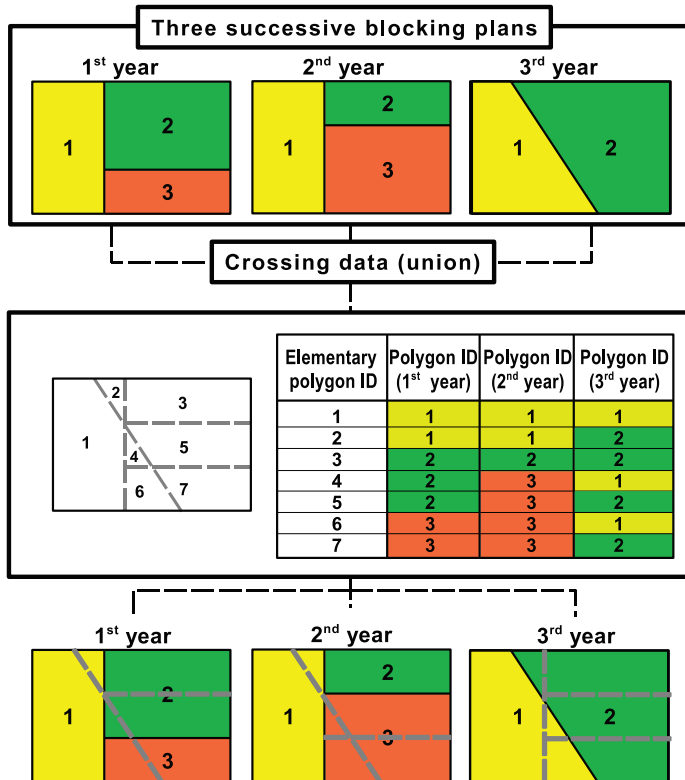 Three successive blocking plans
1st year 2nd year 3rd year
1 2 3 1 2 3 1 2
Crossing data (union)
Elementary polygon ID Polygon ID (1st year) Polygon ID (2nd year) Polygon ID (3rd year)
1 1 1 1
2 1 1 2
3 2 2 2
4 2 3 1
5 2 3 2
6 3 3 1
7 3 3 2
2 3
1 5
4
6 7
1st year 2nd year 3rd year
1 2 3 1 2 3 1 2